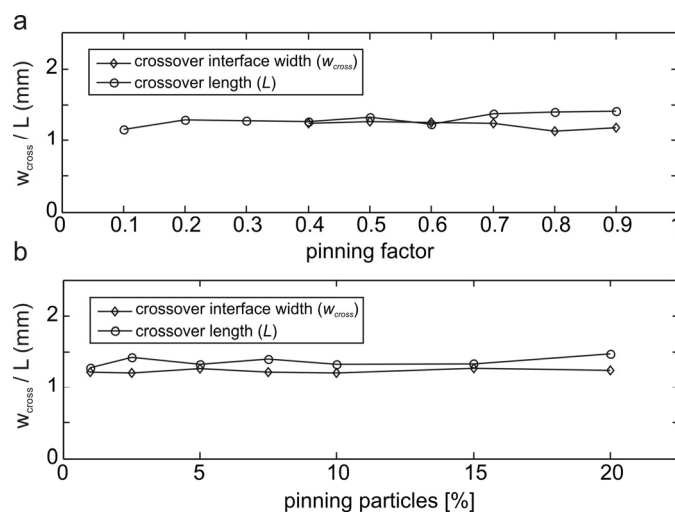 a
w_cross / L (mm)
2
1
0
crossover interface width (w_cross)
crossover length (L)
0.1 0.2 0.3 0.4 0.5 0.6 0.7 0.8 0.9 1
pinning factor
b
w_cross / L (mm)
2
1
0
crossover interface width (w_cross)
crossover length (L)
0 5 10 15 20
pinning particles [%]